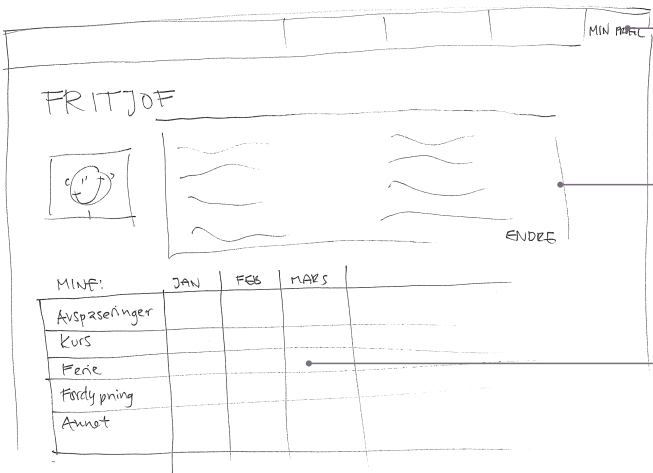 MIN PROFIL
FRITJOF
ENDRE
MINE: JAN FEB MARS
Avspaseringer
Kurs
Ferie
Fordypning
Annet